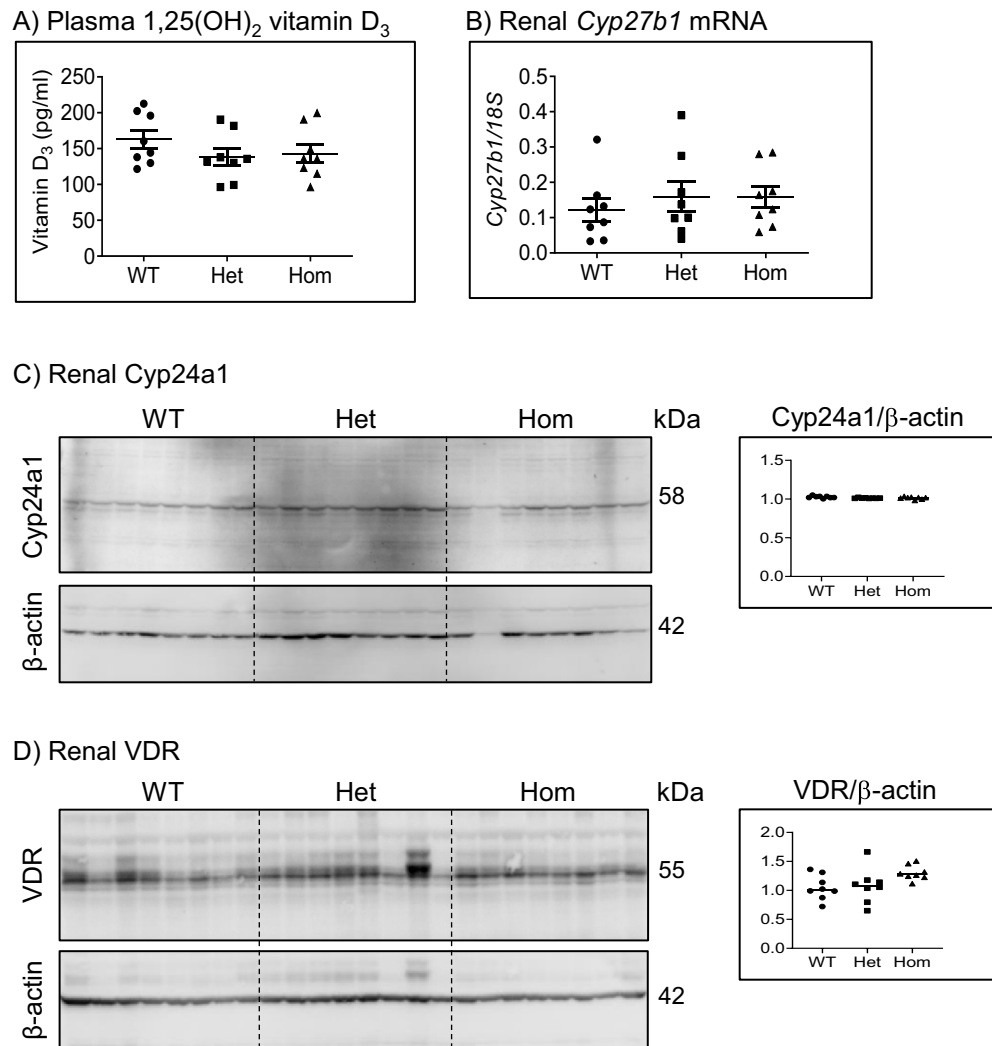 A) Plasma 1,25(OH)2 vitamin D3
B) Renal Cyp27b1 mRNA
Vitamin D3 (pg/ml)
250
200
150
100
50
0
WT Het Hom
Cyp27b1/18S
0.5
0.4
0.3
0.2
0.1
0.0
WT Het Hom
C) Renal Cyp24a1
WT Het Hom kDa
Cyp24a1
58
β-actin
42
Cyp24a1/β-actin
1.5
1.0
0.5
0.0
WT Het Hom
D) Renal VDR
WT Het Hom kDa
VDR
55
β-actin
42
VDR/β-actin
2.0
1.5
1.0
0.5
0.0
WT Het Hom